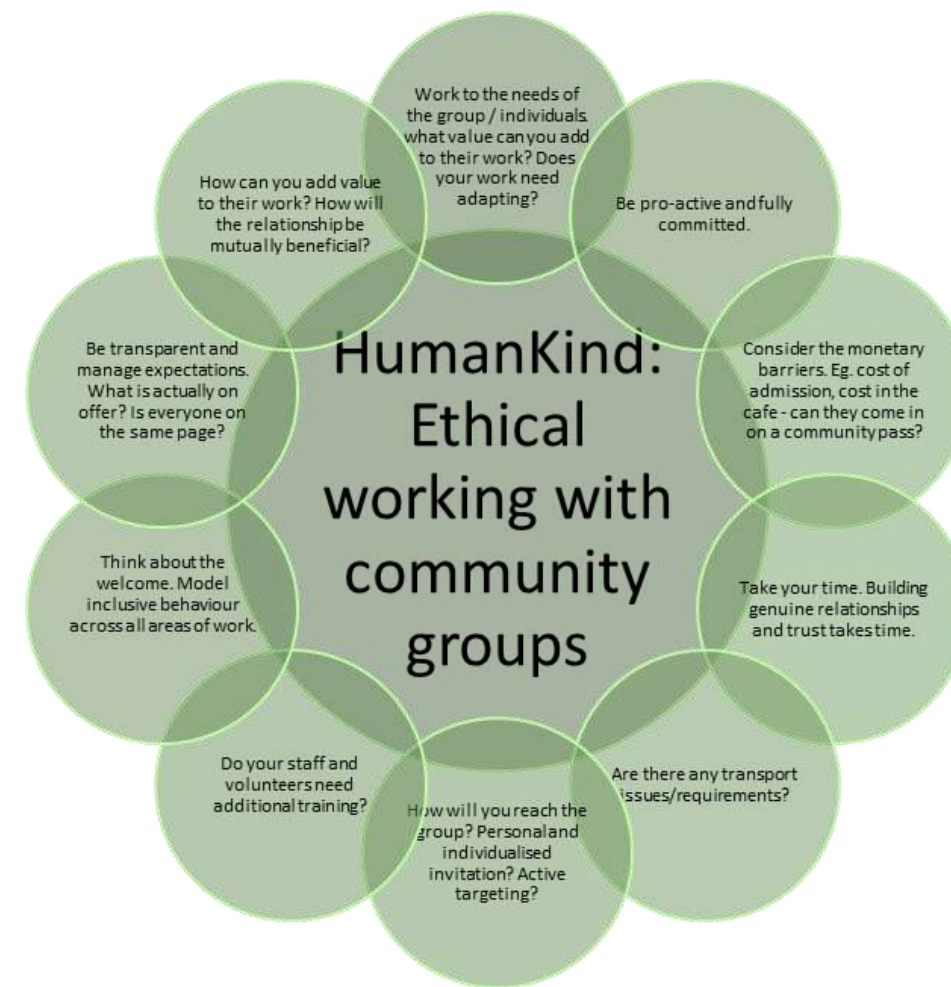 HumanKind:
Ethical
working with
community
groups
Work to the needs of
the group / individuals.
what value can you add
to their work? Does
your work need
adapting?
Be pro-active and fully
committed.
Consider the monetary
barriers. Eg. cost of
admission, cost in the
cafe - can they come in
on a community pass?
Take your time. Building
genuine relationships
and trust takes time.
Are there any transport
issues/requirements?
How will you reach the
group? Personal and
individualised
invitation? Active
targeting?
Do your staff and
volunteers need
additional training?
Think about the
welcome. Model
inclusive behaviour
across all areas of work.
Be transparent and
manage expectations.
What is actually on
offer? Is everyone on
the same page?
How can you add value
to their work? How will
the relationship be
mutually beneficial?